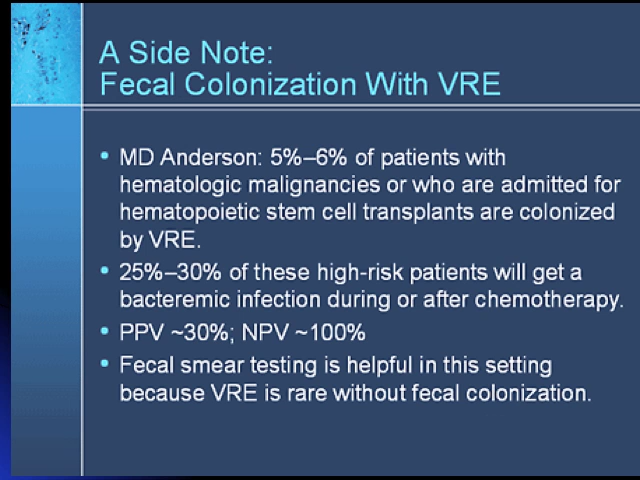 A Side Note:
Fecal Colonization With VRE
• MD Anderson: 5%–6% of patients with
hematologic malignancies or who are admitted for
hematopoietic stem cell transplants are colonized
by VRE.
• 25%–30% of these high-risk patients will get a
bacteremic infection during or after chemotherapy.
• PPV ~30%; NPV ~100%
• Fecal smear testing is helpful in this setting
because VRE is rare without fecal colonization.